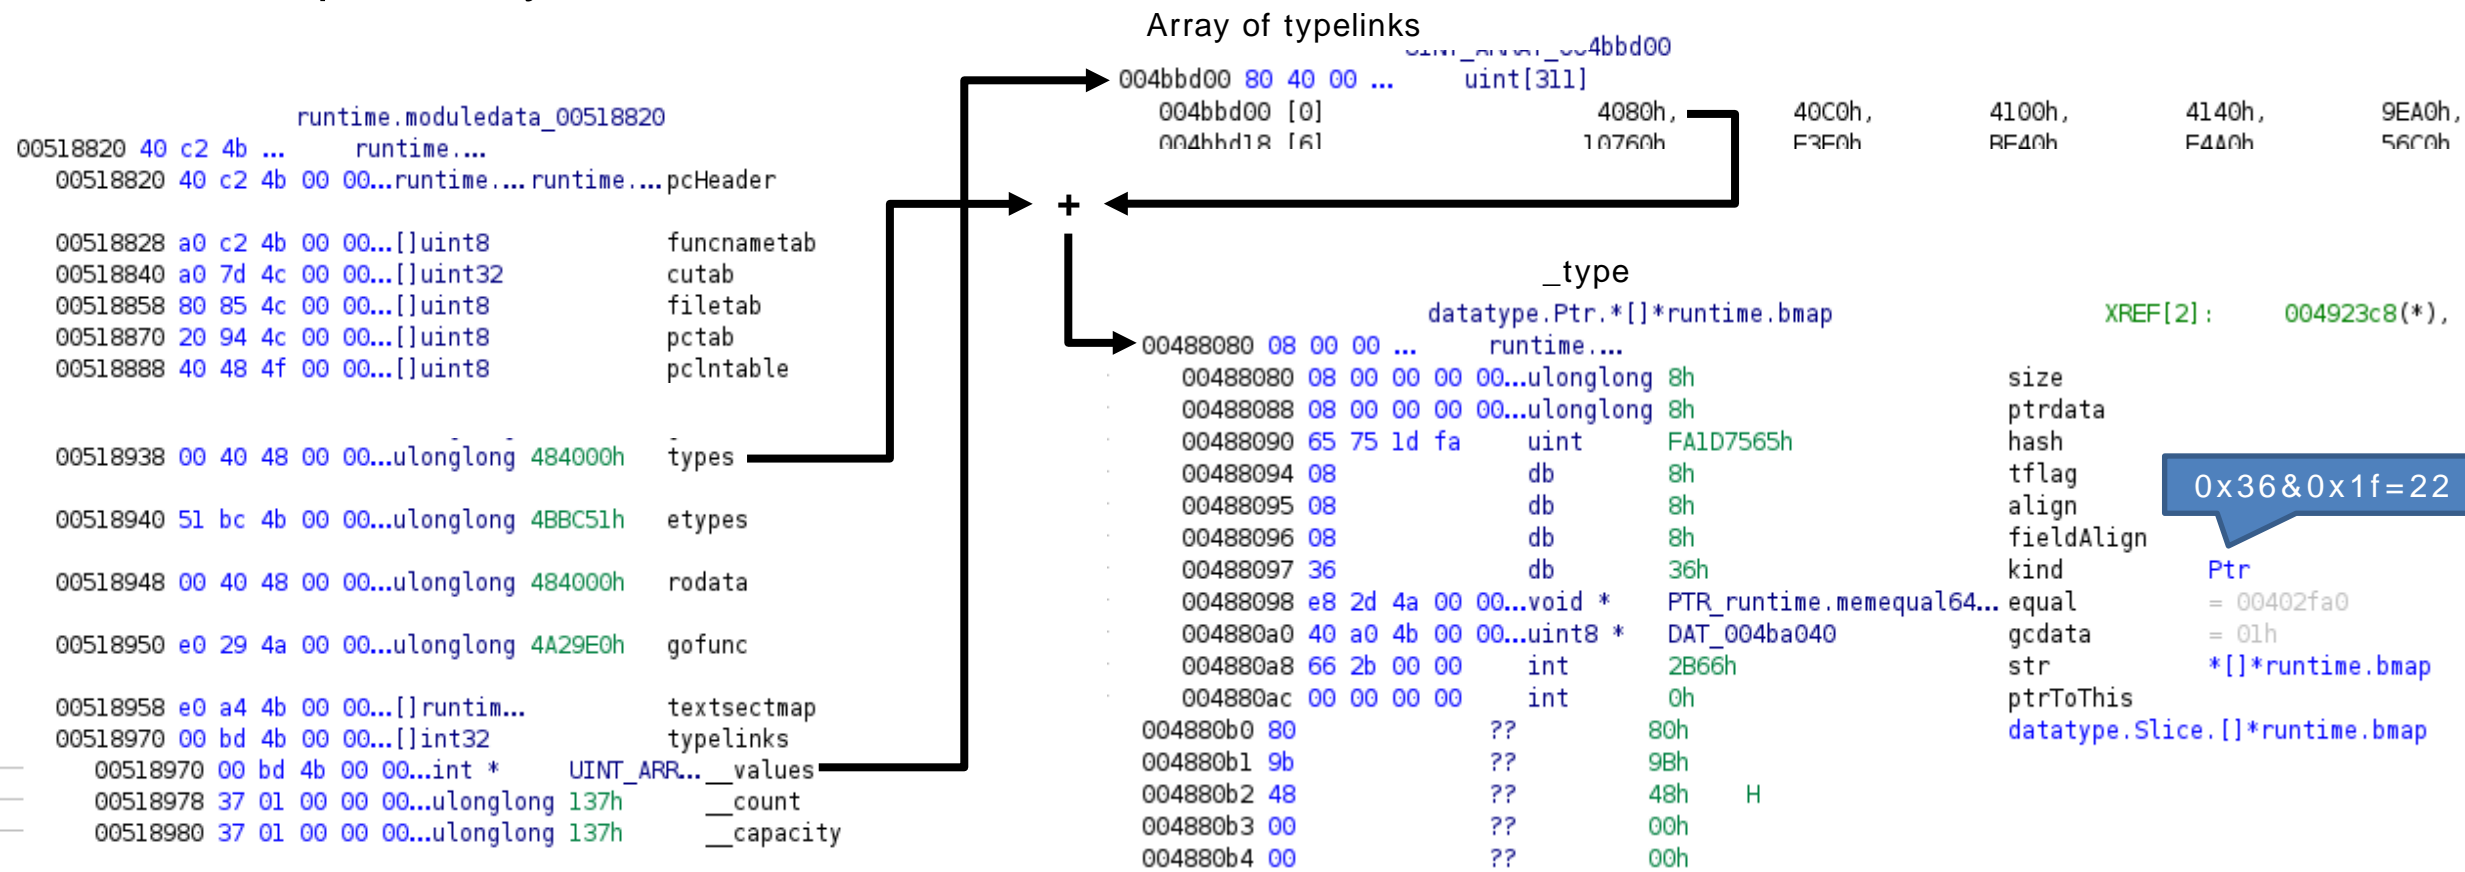 Array of typelinks
4bbd00
004bbd00 80 40 00 ... uint[311]
004bbd00 [0] 4080h, 40C0h, 4100h, 4140h, 9EA0h,
004bbd18 [6] 10760h E3E0h BE40h E4A0h 56C0h
runtime.moduledata_00518820
00518820 40 c2 4b ... runtime....
00518820 40 c2 4b 00 00...runtime.... runtime....pcHeader
00518828 a0 c2 4b 00 00...[]uint8 funcnametab
00518840 a0 7d 4c 00 00...[]uint32 cutab
00518858 80 85 4c 00 00...[]uint8 filetab
00518870 20 94 4c 00 00...[]uint8 pctab
00518888 40 48 4f 00 00...[]uint8 pclntable
00518938 00 40 48 00 00...ulonglong 484000h types
00518940 51 bc 4b 00 00...ulonglong 4BBC51h etypes
00518948 00 40 48 00 00...ulonglong 484000h rodata
00518950 e0 29 4a 00 00...ulonglong 4A29E0h gofunc
00518958 e0 a4 4b 00 00...[]runtim... textsectmap
00518970 00 bd 4b 00 00...[]int32 typelinks
00518970 00 bd 4b 00 00...int * UINT_ARR... __values
00518978 37 01 00 00 00...ulonglong 137h __count
00518980 37 01 00 00 00...ulonglong 137h __capacity
+
_type
datatype.Ptr.*[]*runtime.bmap XREF[2]: 004923c8(*),
00488080 08 00 00 ... runtime....
00488080 08 00 00 00 00...ulonglong 8h size
00488088 08 00 00 00 00...ulonglong 8h ptrdata
00488090 65 75 1d fa uint FA1D7565h hash
00488094 08 db 8h tflag
0x36&0x1f=22
00488095 08 db 8h align
00488096 08 db 8h fieldAlign
00488097 36 db 36h kind Ptr
00488098 e8 2d 4a 00 00...void * PTR_runtime.memequal64... equal = 00402fa0
004880a0 40 a0 4b 00 00...uint8 * DAT_004ba040 gcdata = 01h
004880a8 66 2b 00 00 int 2B66h str *[]*runtime.bmap
004880ac 00 00 00 00 int 0h ptrToThis
004880b0 80 ?? 80h datatype.Slice.[]*runtime.bmap
004880b1 9b ?? 9Bh
004880b2 48 ?? 48h H
004880b3 00 ?? 00h
004880b4 00 ?? 00h